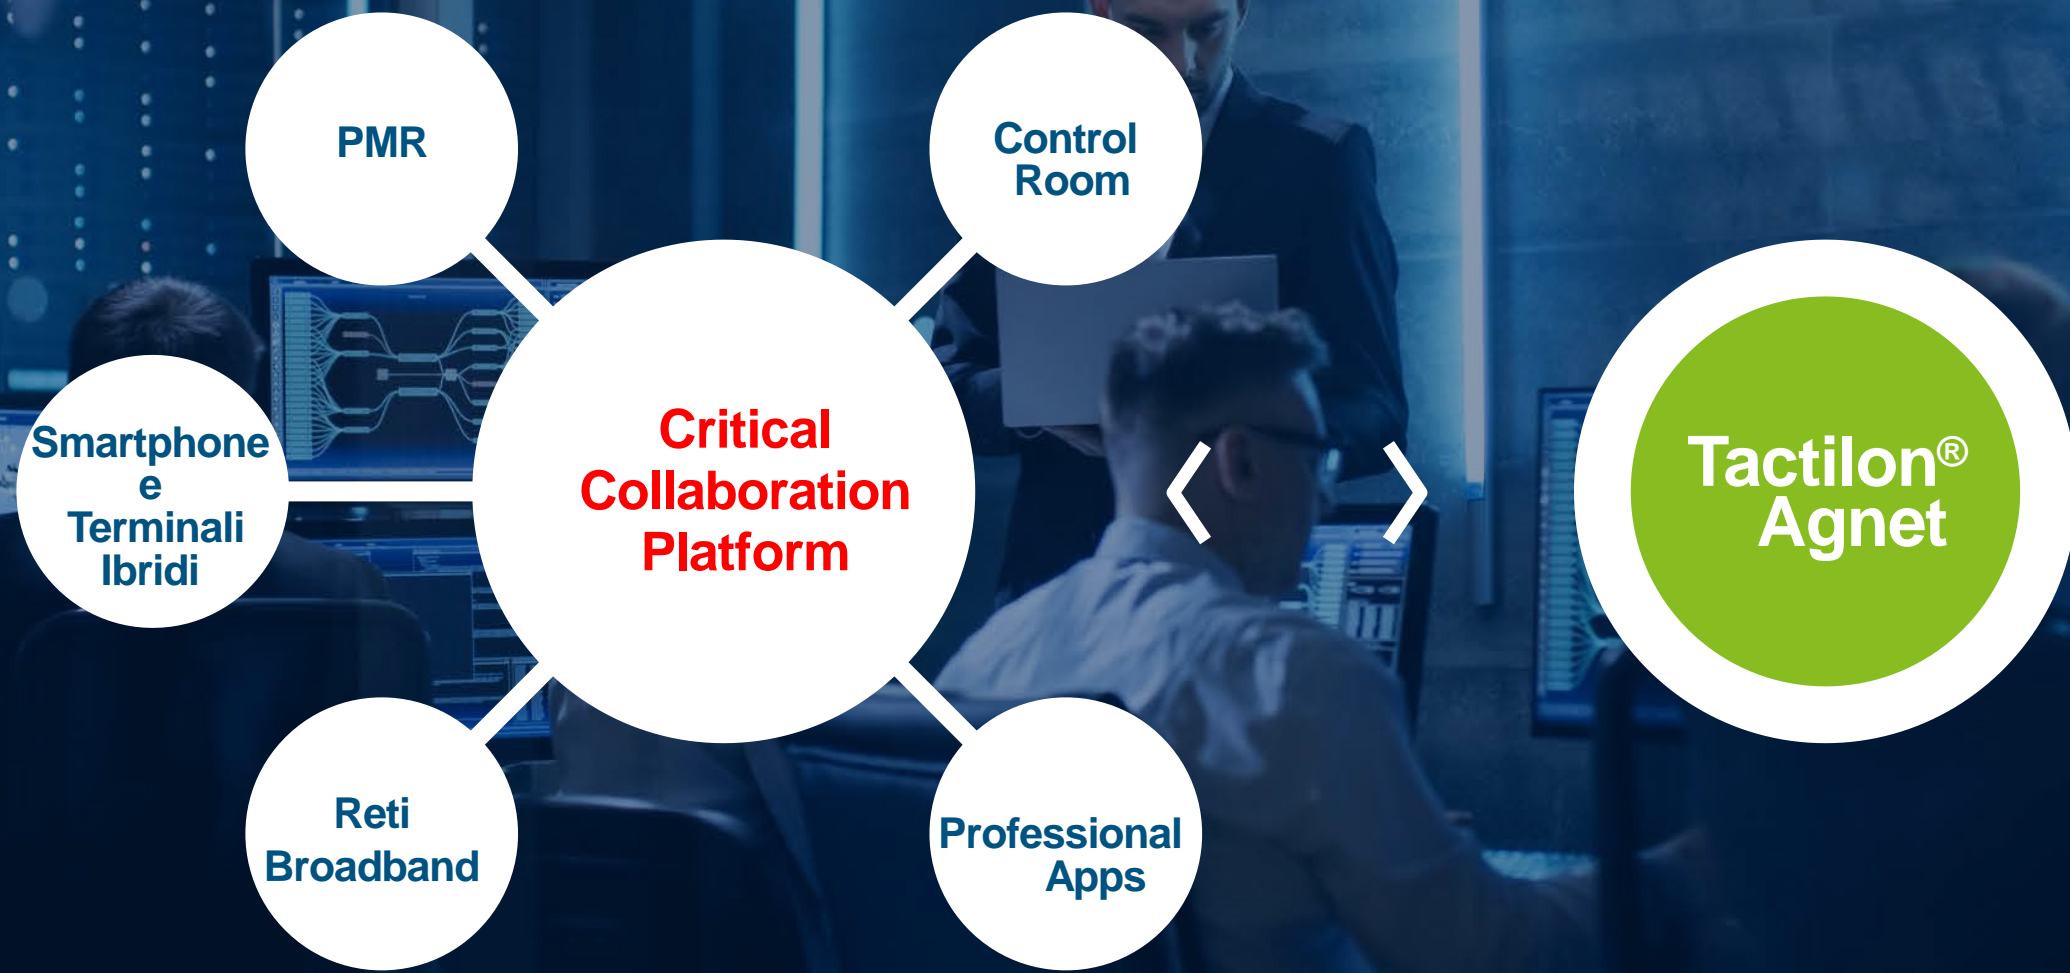 PMR
Control
Room
Smartphone
e
Terminali
Ibridi
Critical
Collaboration
Platform
Tactilon®
Agnet
Reti
Broadband
Professional
Apps